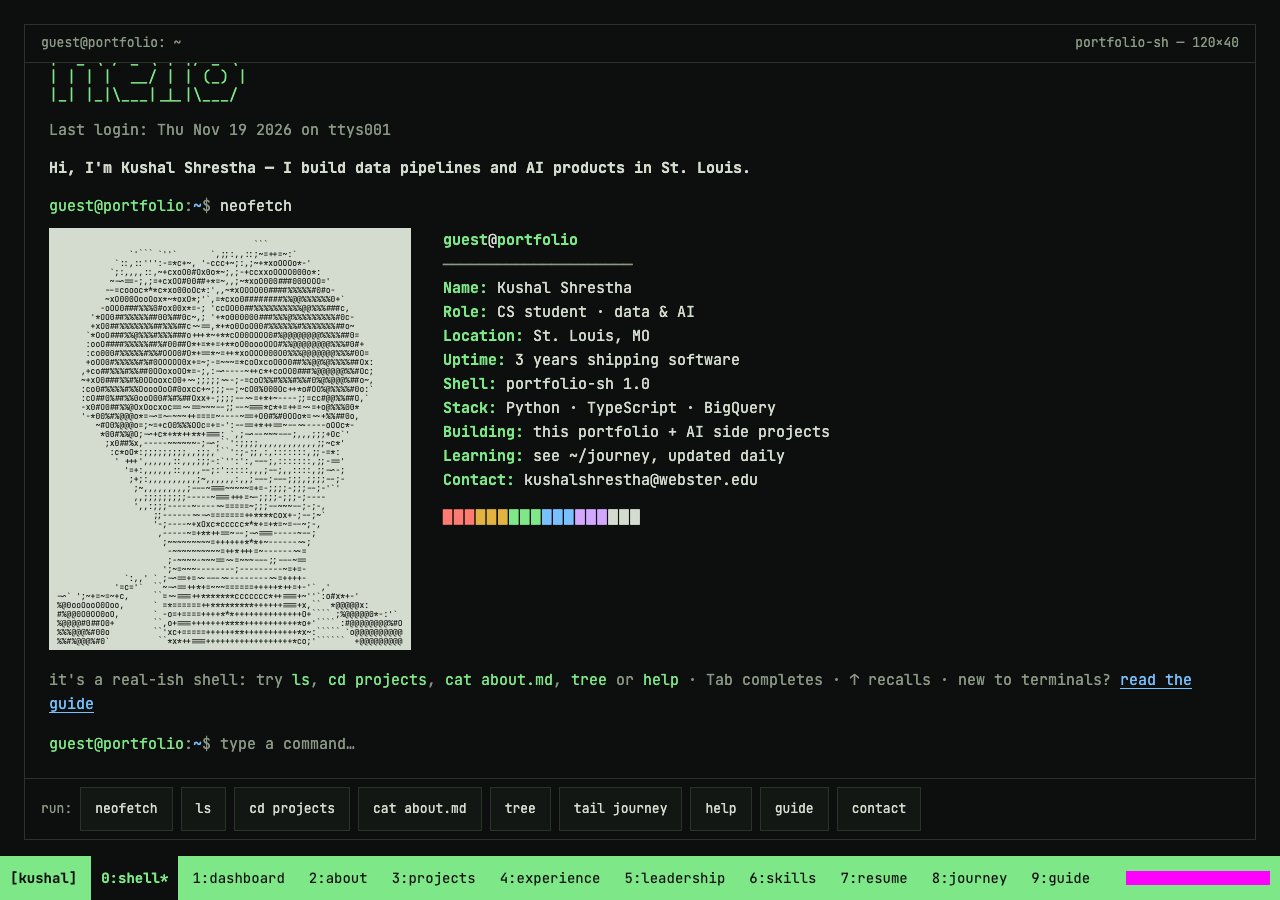 guest@portfolio: ~
portfolio-sh — 120×40
Last login: Thu Nov 19 2026 on ttys001
Hi, I'm Kushal Shrestha — I build data pipelines and AI products in St. Louis.
guest@portfolio:~$ neofetch
guest@portfolio
Name: Kushal Shrestha
Role: CS student · data & AI
Location: St. Louis, MO
Uptime: 3 years shipping software
Shell: portfolio-sh 1.0
Stack: Python · TypeScript · BigQuery
Building: this portfolio + AI side projects
Learning: see ~/journey, updated daily
Contact: kushalshrestha@webster.edu
it's a real-ish shell: try ls, cd projects, cat about.md, tree or help · Tab completes · ↑ recalls · new to terminals? read the
guide
guest@portfolio:~$ type a command…
run: neofetch ls cd projects cat about.md tree tail journey help guide contact
[kushal] 0:shell* 1:dashboard 2:about 3:projects 4:experience 5:leadership 6:skills 7:resume 8:journey 9:guide